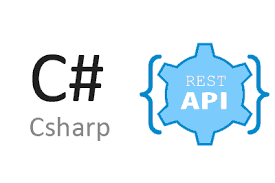 C#
Csharp
{ REST
API }